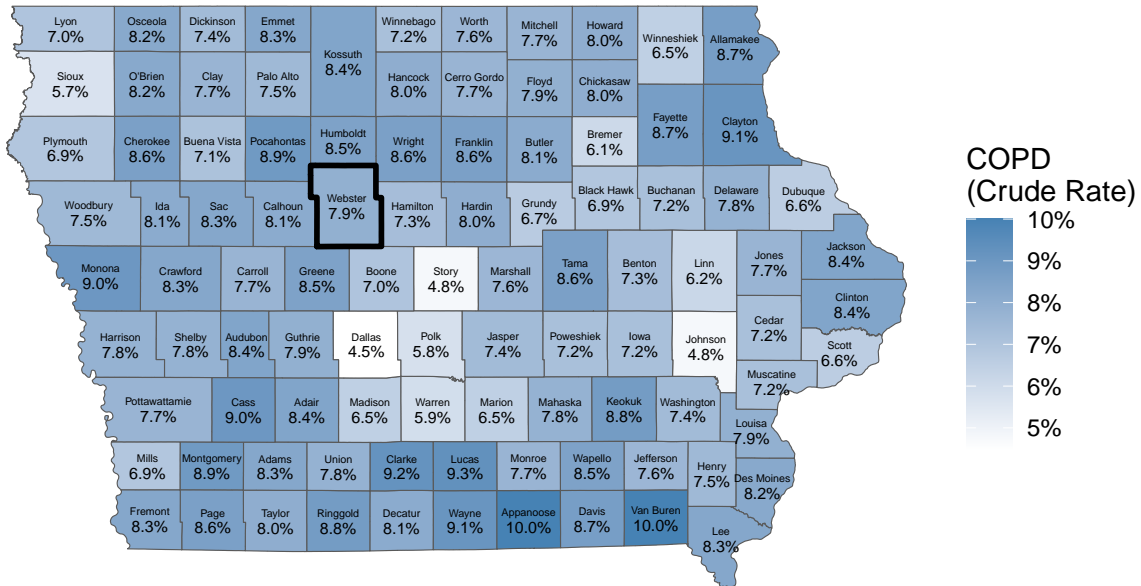 Lyon
7.0%
Osceola
8.2%
Dickinson
7.4%
Emmet
8.3%
Kossuth
8.4%
Winnebago
7.2%
Worth
7.6%
Mitchell
7.7%
Howard
8.0%
Winneshiek
6.5%
Allamakee
8.7%
Sioux
5.7%
O'Brien
8.2%
Clay
7.7%
Palo Alto
7.5%
Hancock
8.0%
Cerro Gordo
7.7%
Floyd
7.9%
Chickasaw
8.0%
Fayette
8.7%
Clayton
9.1%
Plymouth
6.9%
Cherokee
8.6%
Buena Vista
7.1%
Pocahontas
8.9%
Humboldt
8.5%
Wright
8.6%
Franklin
8.6%
Butler
8.1%
Bremer
6.1%
Woodbury
7.5%
Ida
8.1%
Sac
8.3%
Calhoun
8.1%
Webster
7.9%
Hamilton
7.3%
Hardin
8.0%
Grundy
6.7%
Black Hawk
6.9%
Buchanan
7.2%
Delaware
7.8%
Dubuque
6.6%
Monona
9.0%
Crawford
8.3%
Carroll
7.7%
Greene
8.5%
Boone
7.0%
Story
4.8%
Marshall
7.6%
Tama
8.6%
Benton
7.3%
Linn
6.2%
Jones
7.7%
Jackson
8.4%
Clinton
8.4%
Harrison
7.8%
Shelby
7.8%
Audubon
8.4%
Guthrie
7.9%
Dallas
4.5%
Polk
5.8%
Jasper
7.4%
Poweshiek
7.2%
Iowa
7.2%
Johnson
4.8%
Cedar
7.2%
Scott
6.6%
Muscatine
7.2%
Pottawattamie
7.7%
Cass
9.0%
Adair
8.4%
Madison
6.5%
Warren
5.9%
Marion
6.5%
Mahaska
7.8%
Keokuk
8.8%
Washington
7.4%
Louisa
7.9%
Mills
6.9%
Montgomery
8.9%
Adams
8.3%
Union
7.8%
Clarke
9.2%
Lucas
9.3%
Monroe
7.7%
Wapello
8.5%
Jefferson
7.6%
Henry
7.5%
Des Moines
8.2%
Fremont
8.3%
Page
8.6%
Taylor
8.0%
Ringgold
8.8%
Decatur
8.1%
Wayne
9.1%
Appanoose
10.0%
Davis
8.7%
Van Buren
10.0%
Lee
8.3%
COPD
(Crude Rate)
10%
9%
8%
7%
6%
5%